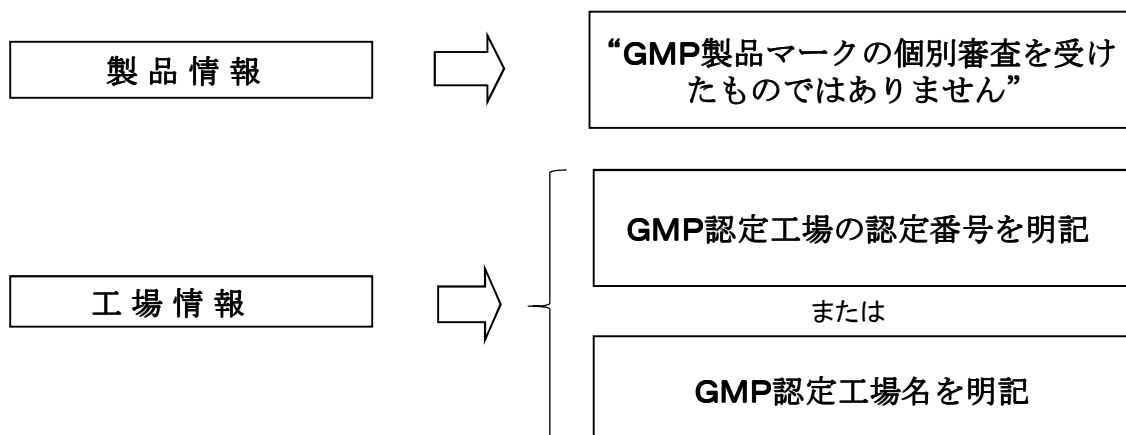 製品情報
“GMP製品マークの個別審査を受け
たものではありません”
工場情報
GMP認定工場の認定番号を明記
または
GMP認定工場名を明記